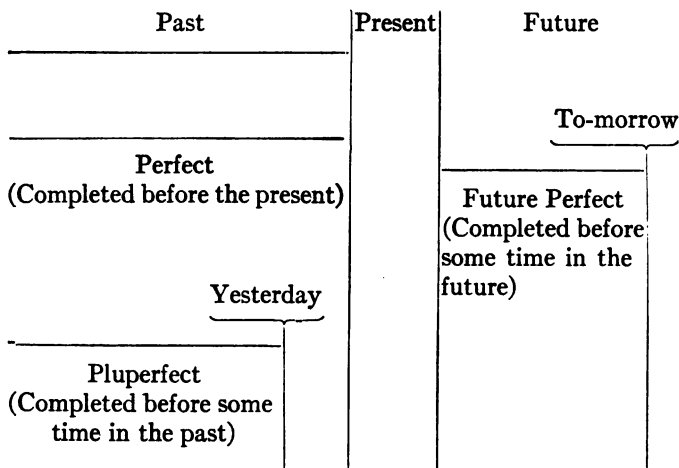 Past Present Future
To-morrow
Perfect
(Completed before the present)
Future Perfect
(Completed before
some time in the
future)
Yesterday
Pluperfect
(Completed before some
time in the past)